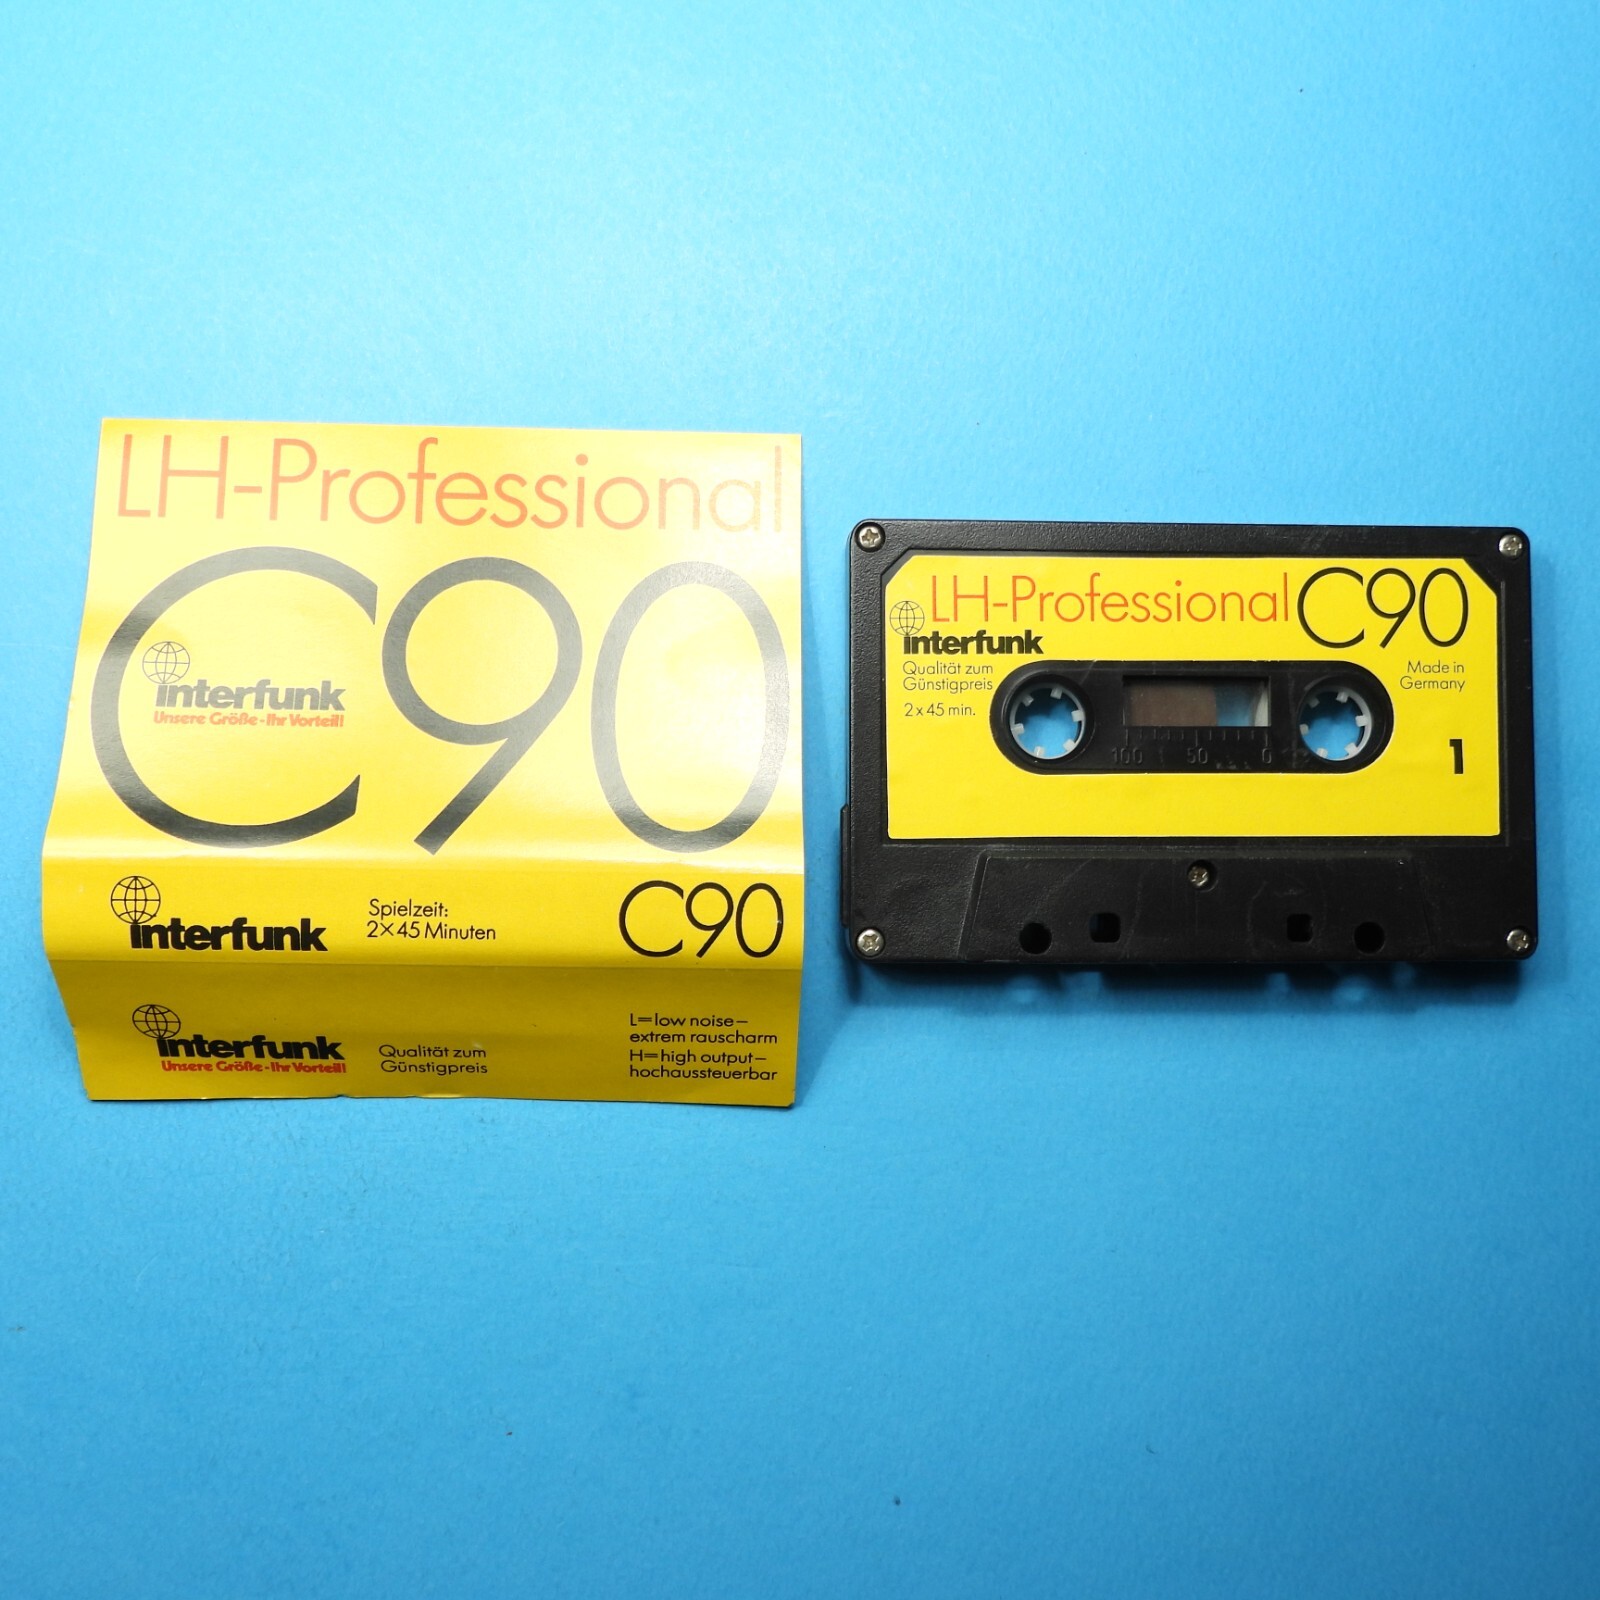 LH-Professional
C90
interfunk
Unsere Größe-Ihr Vorteil!
interfunk
Spielzeit:
2×45 Minuten
C90
interfunk
Unsere Größe-Ihr Vorteil!
Qualität zum
Günstigpreis
L=low noise–
extrem rauscharm
H=high output–
hochaussteuerbar
LH-Professional C90
interfunk
Qualität zum
Günstigpreis
2x45 min.
Made in
Germany
100 50 0
1